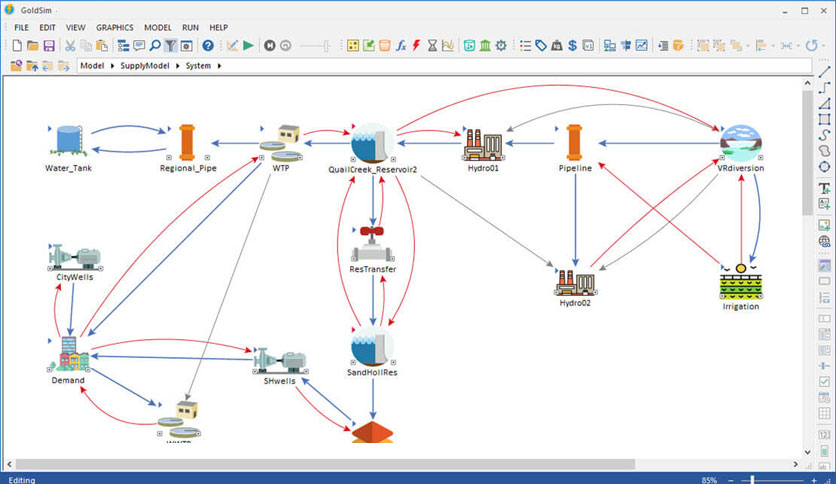 GoldSim
FILE EDIT VIEW GRAPHICS MODEL RUN HELP
Model SupplyModel System
Water_Tank
Regional_Pipe
WTP
QuailCreek_Reservoir2
Hydro01
Pipeline
VRdiversion
CityWells
ResTransfer
Hydro02
Irrigation
Demand
SHwells
SandHollRes
Editing
85%